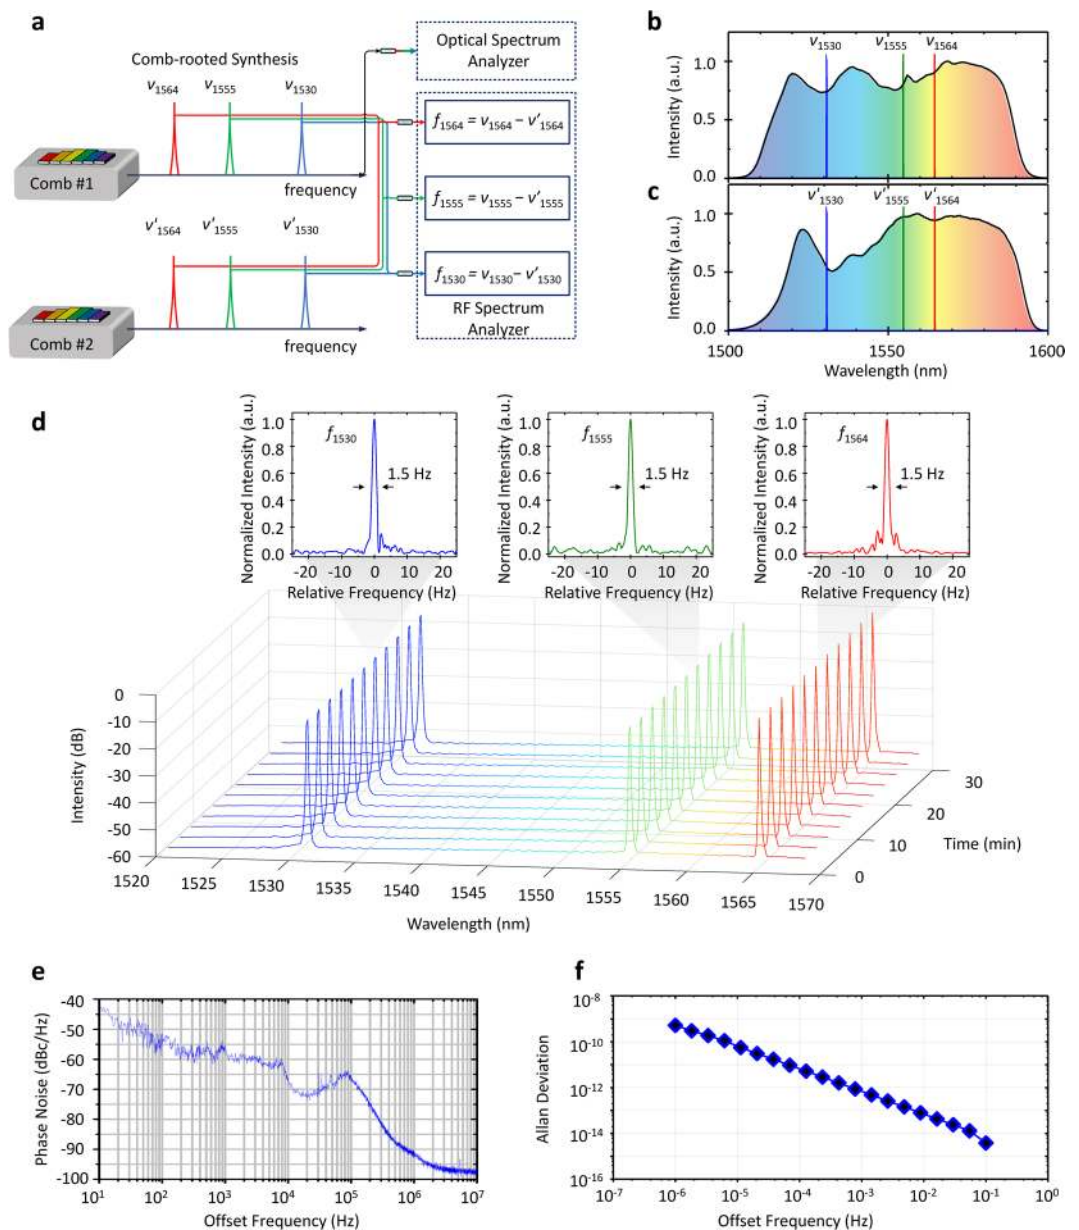 a
Comb-rooted Synthesis
v1564 v1555 v1530
Comb #1
frequency
v'1564 v'1555 v'1530
Comb #2
frequency
Optical Spectrum
Analyzer
f1564 = v1564 − v'1564
f1555 = v1555 − v'1555
f1530 = v1530 − v'1530
RF Spectrum
Analyzer
b
v1530 v1555 v1564
Intensity (a.u.)
1.0
0.5
0.0
c
v'1530 v'1555 v'1564
Intensity (a.u.)
1.0
0.5
0.0
1500 1550 1600
Wavelength (nm)
d
Normalized Intensity (a.u.)
1.0
0.8
0.6
0.4
0.2
0.0
f1530
1.5 Hz
-20 -10 0 10 20
Relative Frequency (Hz)
Normalized Intensity (a.u.)
1.0
0.8
0.6
0.4
0.2
0.0
f1555
1.5 Hz
-20 -10 0 10 20
Relative Frequency (Hz)
Normalized Intensity (a.u.)
1.0
0.8
0.6
0.4
0.2
0.0
f1564
1.5 Hz
-20 -10 0 10 20
Relative Frequency (Hz)
Intensity (dB)
0
-10
-20
-30
-40
-50
-60
1520 1525 1530 1535 1540 1545 1550 1555 1560 1565 1570
Wavelength (nm)
0
10
20
30
Time (min)
e
Phase Noise (dBc/Hz)
-40
-50
-60
-70
-80
-90
-100
10^1 10^2 10^3 10^4 10^5 10^6 10^7
Offset Frequency (Hz)
f
Allan Deviation
10^-8
10^-10
10^-12
10^-14
10^-16
10^-7 10^-6 10^-5 10^-4 10^-3 10^-2 10^-1 10^0
Offset Frequency (Hz)